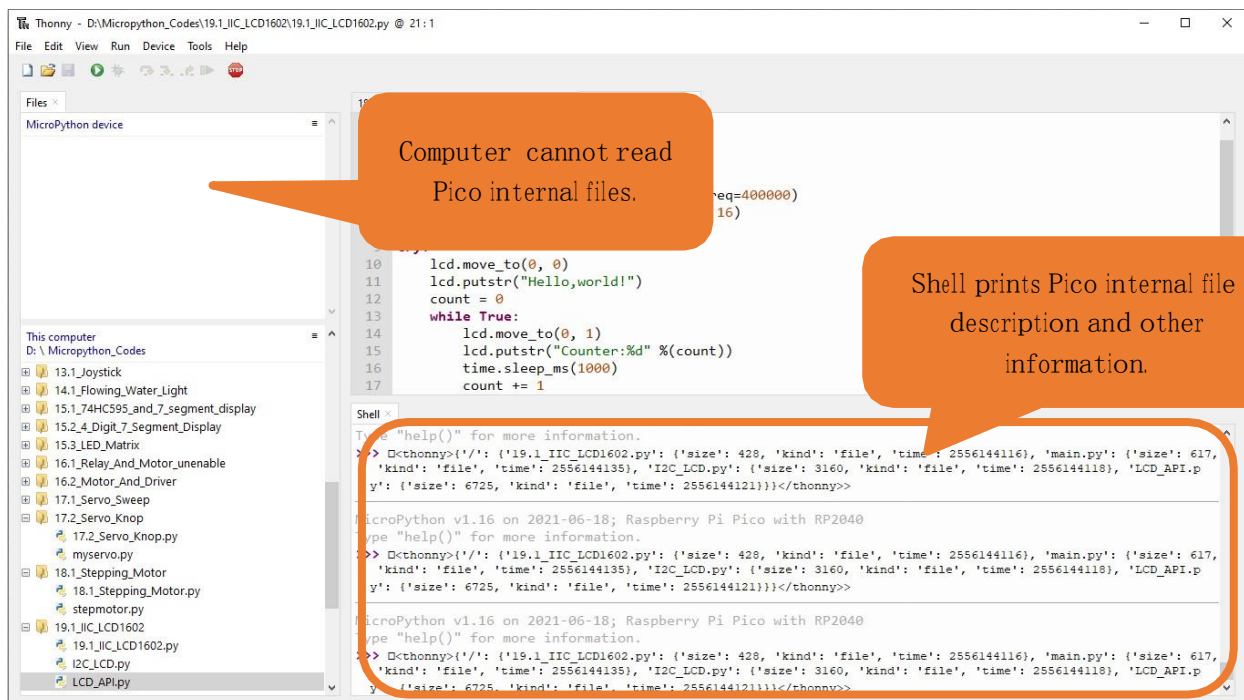 Thonny - D:\Micropython_Codes\19.1_IIC_LCD1602\19.1_IIC_LCD1602.py @ 21:1
File Edit View Run Device Tools Help
STOP
Files
MicroPython device
Computer cannot read
Pico internal files.
req=400000)
16)
10 lcd.move_to(0, 0)
11 lcd.putstr("Hello,world!")
12 count = 0
13 while True:
14 lcd.move_to(0, 1)
15 lcd.putstr("Counter:%d" %(count))
16 time.sleep_ms(1000)
17 count += 1
Shell prints Pico internal file
description and other
information.
This computer
D: \ Micropython_Codes
13.1_Joystick
14.1_Flowing_Water_Light
15.1_74HC595_and_7_segment_display
15.2_4_Digit_7_Segment_Display
15.3_LED_Matrix
16.1_Relay_And_Motor_unenable
16.2_Motor_And_Driver
17.1_Servo_Sweep
17.2_Servo_Knop
17.2_Servo_Knop.py
myservo.py
18.1_Stepping_Motor
18.1_Stepping_Motor.py
stepmotor.py
19.1_IIC_LCD1602
19.1_IIC_LCD1602.py
I2C_LCD.py
LCD_API.py
Shell
Type "help()" for more information.
>>> □<thonny>{'/': {'19.1_IIC_LCD1602.py': {'size': 428, 'kind': 'file', 'time': 2556144116}, 'main.py': {'size': 617,
'kind': 'file', 'time': 2556144135}, 'I2C_LCD.py': {'size': 3160, 'kind': 'file', 'time': 2556144118}, 'LCD_API.p
y': {'size': 6725, 'kind': 'file', 'time': 2556144121}}}</thonny>>
MicroPython v1.16 on 2021-06-18; Raspberry Pi Pico with RP2040
Type "help()" for more information.
>>> □<thonny>{'/': {'19.1_IIC_LCD1602.py': {'size': 428, 'kind': 'file', 'time': 2556144116}, 'main.py': {'size': 617,
'kind': 'file', 'time': 2556144135}, 'I2C_LCD.py': {'size': 3160, 'kind': 'file', 'time': 2556144118}, 'LCD_API.p
y': {'size': 6725, 'kind': 'file', 'time': 2556144121}}}</thonny>>
MicroPython v1.16 on 2021-06-18; Raspberry Pi Pico with RP2040
Type "help()" for more information.
>>> □<thonny>{'/': {'19.1_IIC_LCD1602.py': {'size': 428, 'kind': 'file', 'time': 2556144116}, 'main.py': {'size': 617,
'kind': 'file', 'time': 2556144135}, 'I2C_LCD.py': {'size': 3160, 'kind': 'file', 'time': 2556144118}, 'LCD_API.p
y': {'size': 6725, 'kind': 'file', 'time': 2556144121}}}</thonny>>